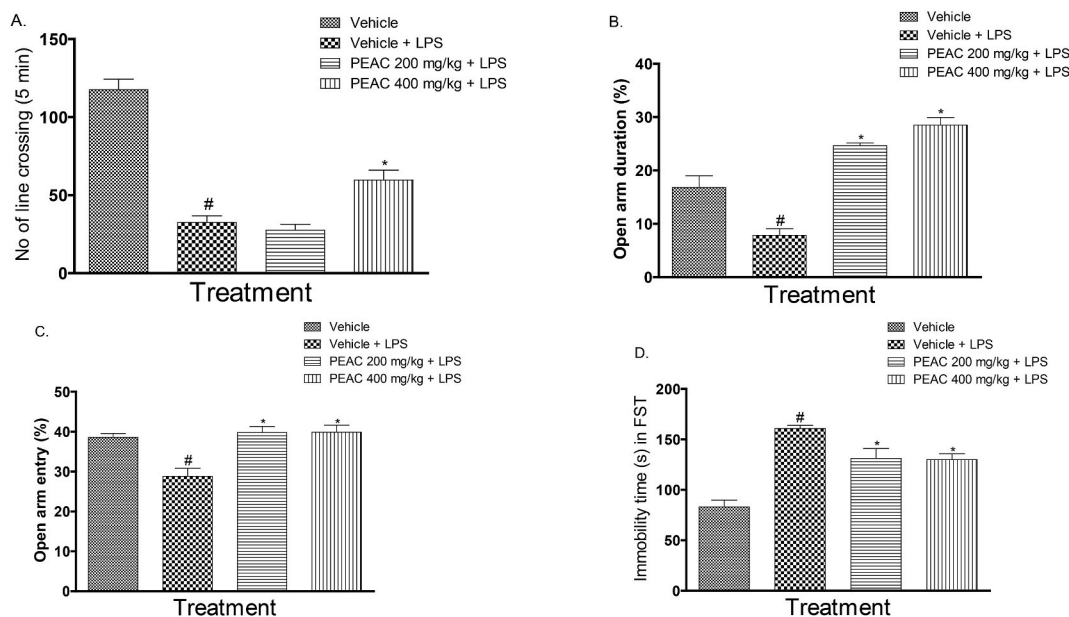 A.
Vehicle
Vehicle + LPS
PEAC 200 mg/kg + LPS
PEAC 400 mg/kg + LPS
No of line crossing (5 min)
150
100
50
0
#
*
Treatment
B.
Vehicle
Vehicle + LPS
PEAC 200 mg/kg + LPS
PEAC 400 mg/kg + LPS
Open arm duration (%)
40
30
20
10
0
#
*
*
Treatment
C.
Vehicle
Vehicle + LPS
PEAC 200 mg/kg + LPS
PEAC 400 mg/kg + LPS
Open arm entry (%)
50
40
30
20
10
0
#
*
*
Treatment
D.
Vehicle
Vehicle + LPS
PEAC 200 mg/kg + LPS
PEAC 400 mg/kg + LPS
Immobility time (s) in FST
200
150
100
50
0
#
*
*
Treatment